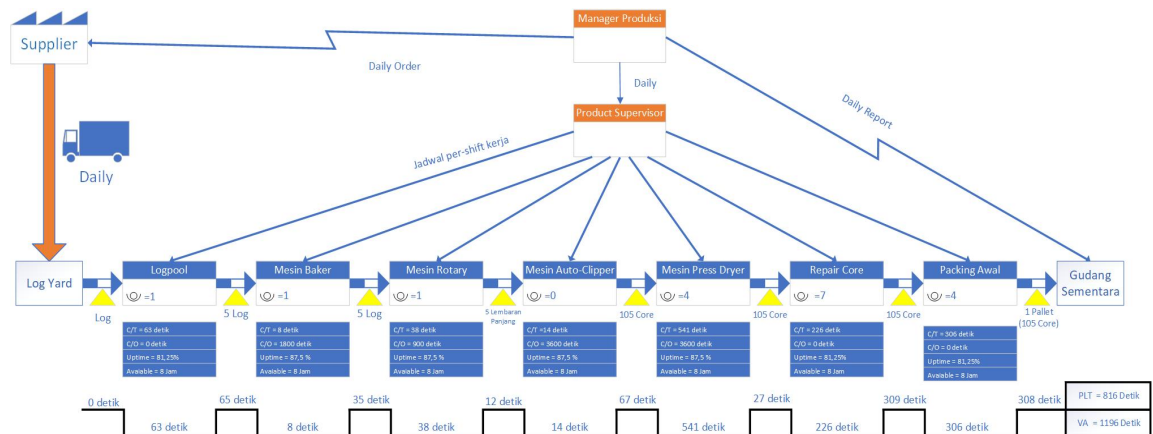 Manager Produksi
Supplier
Daily Order
Daily
Daily Report
Product Supervisor
Jadwal per-shift kerja
Daily
Log Yard
Logpool
Mesin Baker
Mesin Rotary
Mesin Auto-Clipper
Mesin Press Dryer
Repair Core
Packing Awal
Gudang
Sementara
=1
=1
=1
=0
=4
=7
=4
Log
5 Log
5 Log
5 Lembaran
Panjang
105 Core
105 Core
105 Core
1 Pallet
(105 Core)
C/T = 63 detik
C/O = 0 detik
Uptime = 81,25%
Avaiable = 8 Jam
C/T = 8 detik
C/O = 1800 detik
Uptime = 87,5 %
Avaiable = 8 Jam
C/T = 38 detik
C/O = 900 detik
Uptime = 87,5 %
Avaiable = 8 Jam
C/T =14 detik
C/O = 3600 detik
Uptime = 87,5 %
Avaiable = 8 Jam
C/T = 541 detik
C/O = 3600 detik
Uptime = 87,5 %
Avaiable = 8 Jam
C/T = 226 detik
C/O = 0 detik
Uptime = 81,25%
Avaiable = 8 Jam
C/T = 306 detik
C/O = 0 detik
Uptime = 81,25%
Avaiable = 8 Jam
0 detik
65 detik
35 detik
12 detik
67 detik
27 detik
309 detik
308 detik
PLT = 816 Detik
63 detik
8 detik
38 detik
14 detik
541 detik
226 detik
306 detik
VA = 1196 Detik